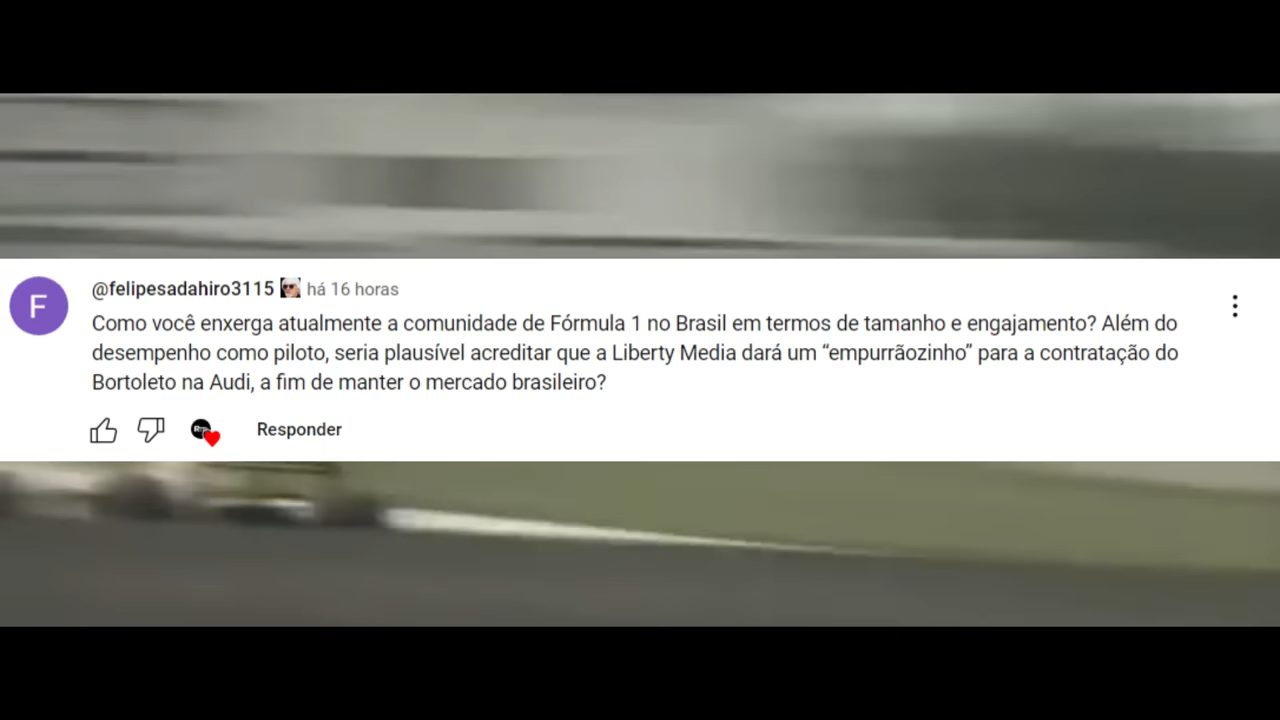 F
@felipesadahiro3115 há 16 horas
Como você enxerga atualmente a comunidade de Fórmula 1 no Brasil em termos de tamanho e engajamento? Além do
desempenho como piloto, seria plausível acreditar que a Liberty Media dará um “empurrãozinho” para a contratação do
Bortoleto na Audi, a fim de manter o mercado brasileiro?
Responder